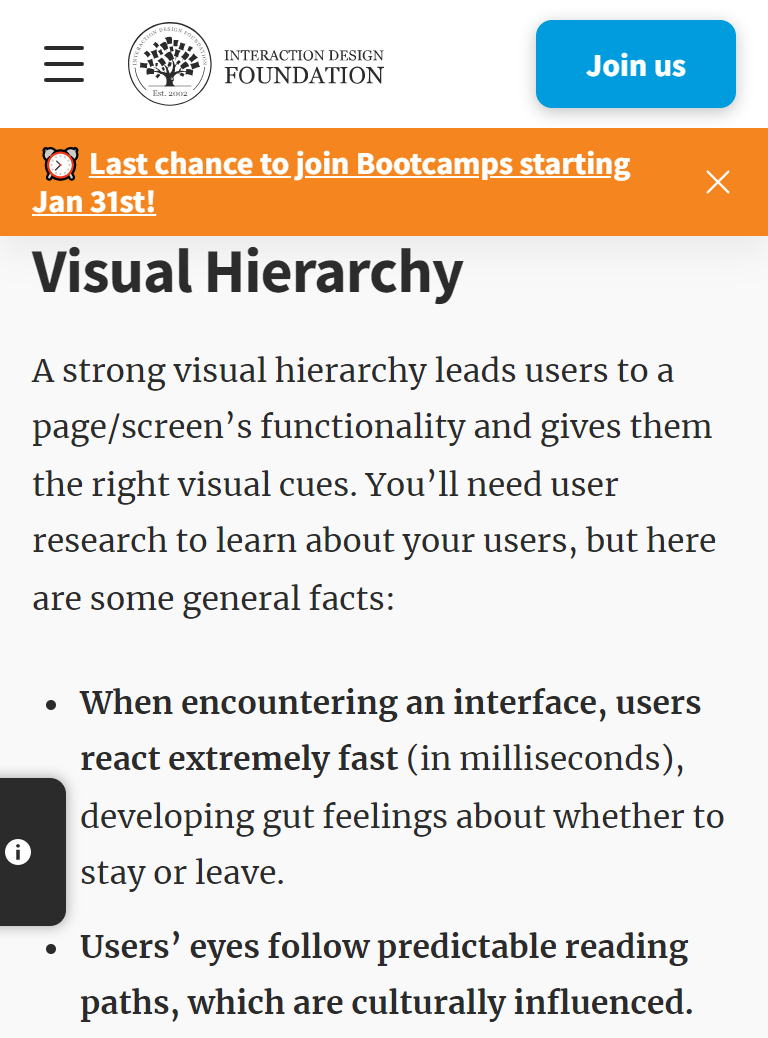 INTERACTION DESIGN FOUNDATION
Est. 2002
INTERACTION DESIGN
FOUNDATION
Join us
⏰ Last chance to join Bootcamps starting
Jan 31st!
Visual Hierarchy
A strong visual hierarchy leads users to a
page/screen’s functionality and gives them
the right visual cues. You’ll need user
research to learn about your users, but here
are some general facts:
• When encountering an interface, users
react extremely fast (in milliseconds),
developing gut feelings about whether to
stay or leave.
• Users’ eyes follow predictable reading
paths, which are culturally influenced.